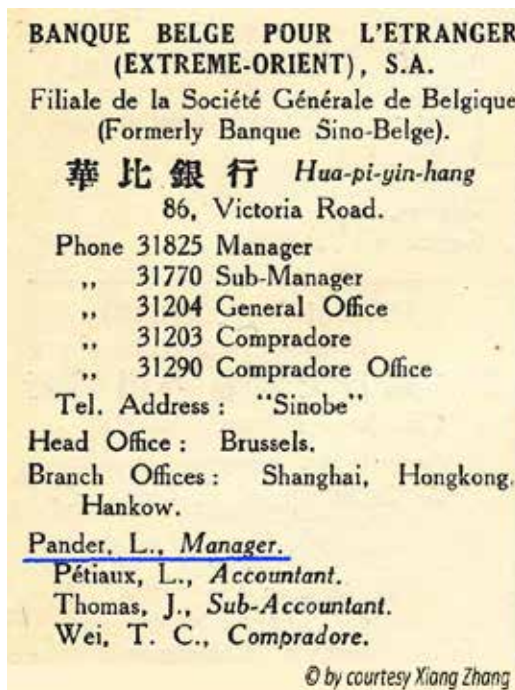 BANQUE BELGE POUR L'ETRANGER
(EXTREME-ORIENT), S.A.
Filiale de la Société Générale de Belgique
(Formerly Banque Sino-Belge).
華比銀行 Hua-pi-yin-hang
86, Victoria Road.
Phone 31825 Manager
,, 31770 Sub-Manager
,, 31204 General Office
,, 31203 Compradore
,, 31290 Compradore Office
Tel. Address : "Sinobe"
Head Office : Brussels.
Branch Offices : Shanghai, Hongkong,
Hankow.
Pander, L., Manager.
Pétiaux, L., Accountant.
Thomas, J., Sub-Accountant.
Wei, T. C., Compradore.
© by courtesy Xiang Zhang